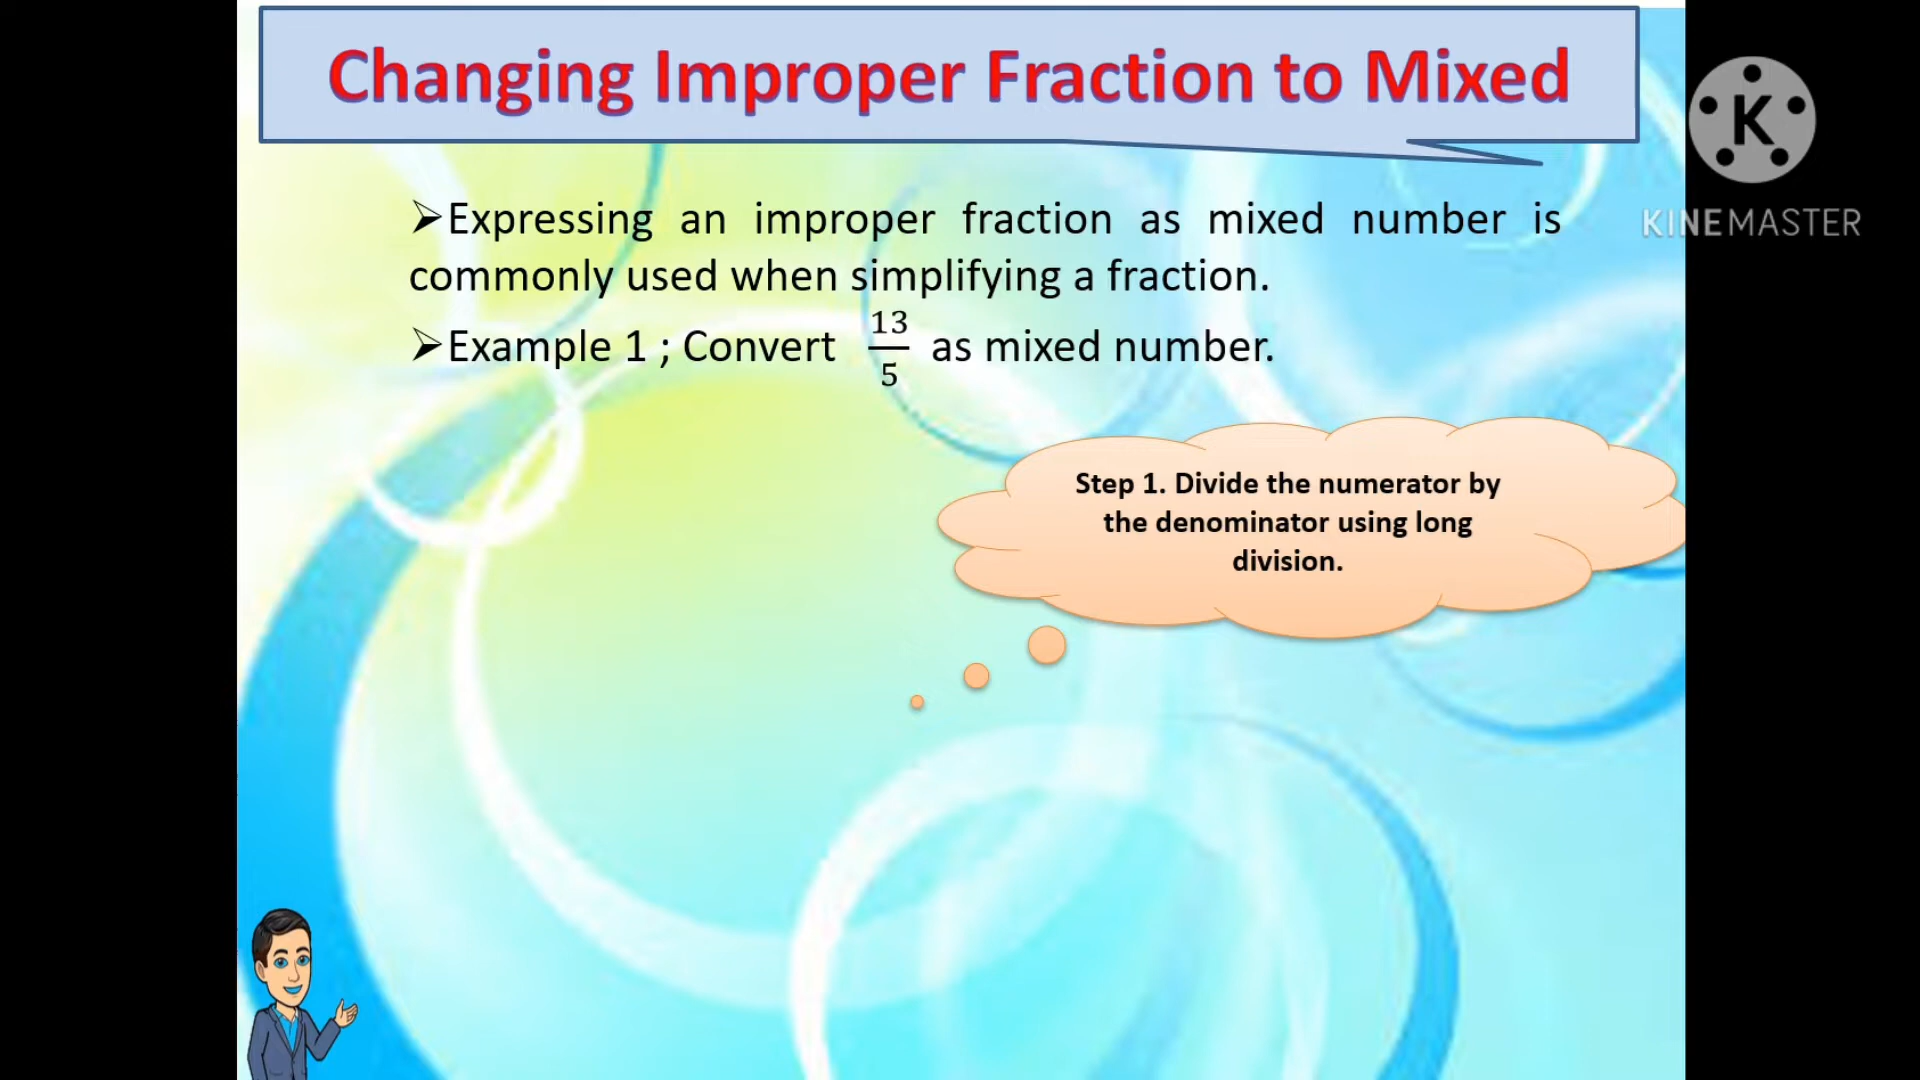 Changing Improper Fraction to Mixed
K
KINEMASTER
➢Expressing an improper fraction as mixed number is
commonly used when simplifying a fraction.
➢Example 1 ; Convert 13/5 as mixed number.
Step 1. Divide the numerator by
the denominator using long
division.